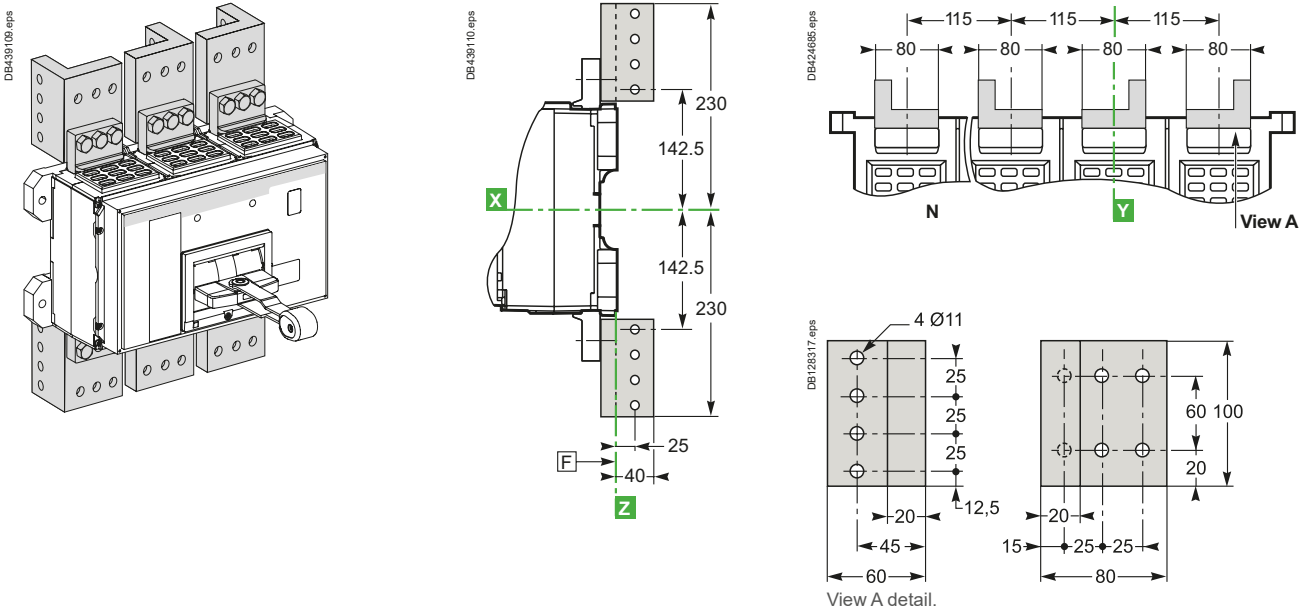 DB439109.eps
DB439110.eps
230
142.5
X
142.5
230
25
F
40
Z
DB424685.eps
115 115 115
80 80 80 80
N
Y
View A
DB128317.eps
4 Ø11
25
25
25
12,5
20
45
60
60 100
20
20
15 25 25
80
View A detail.